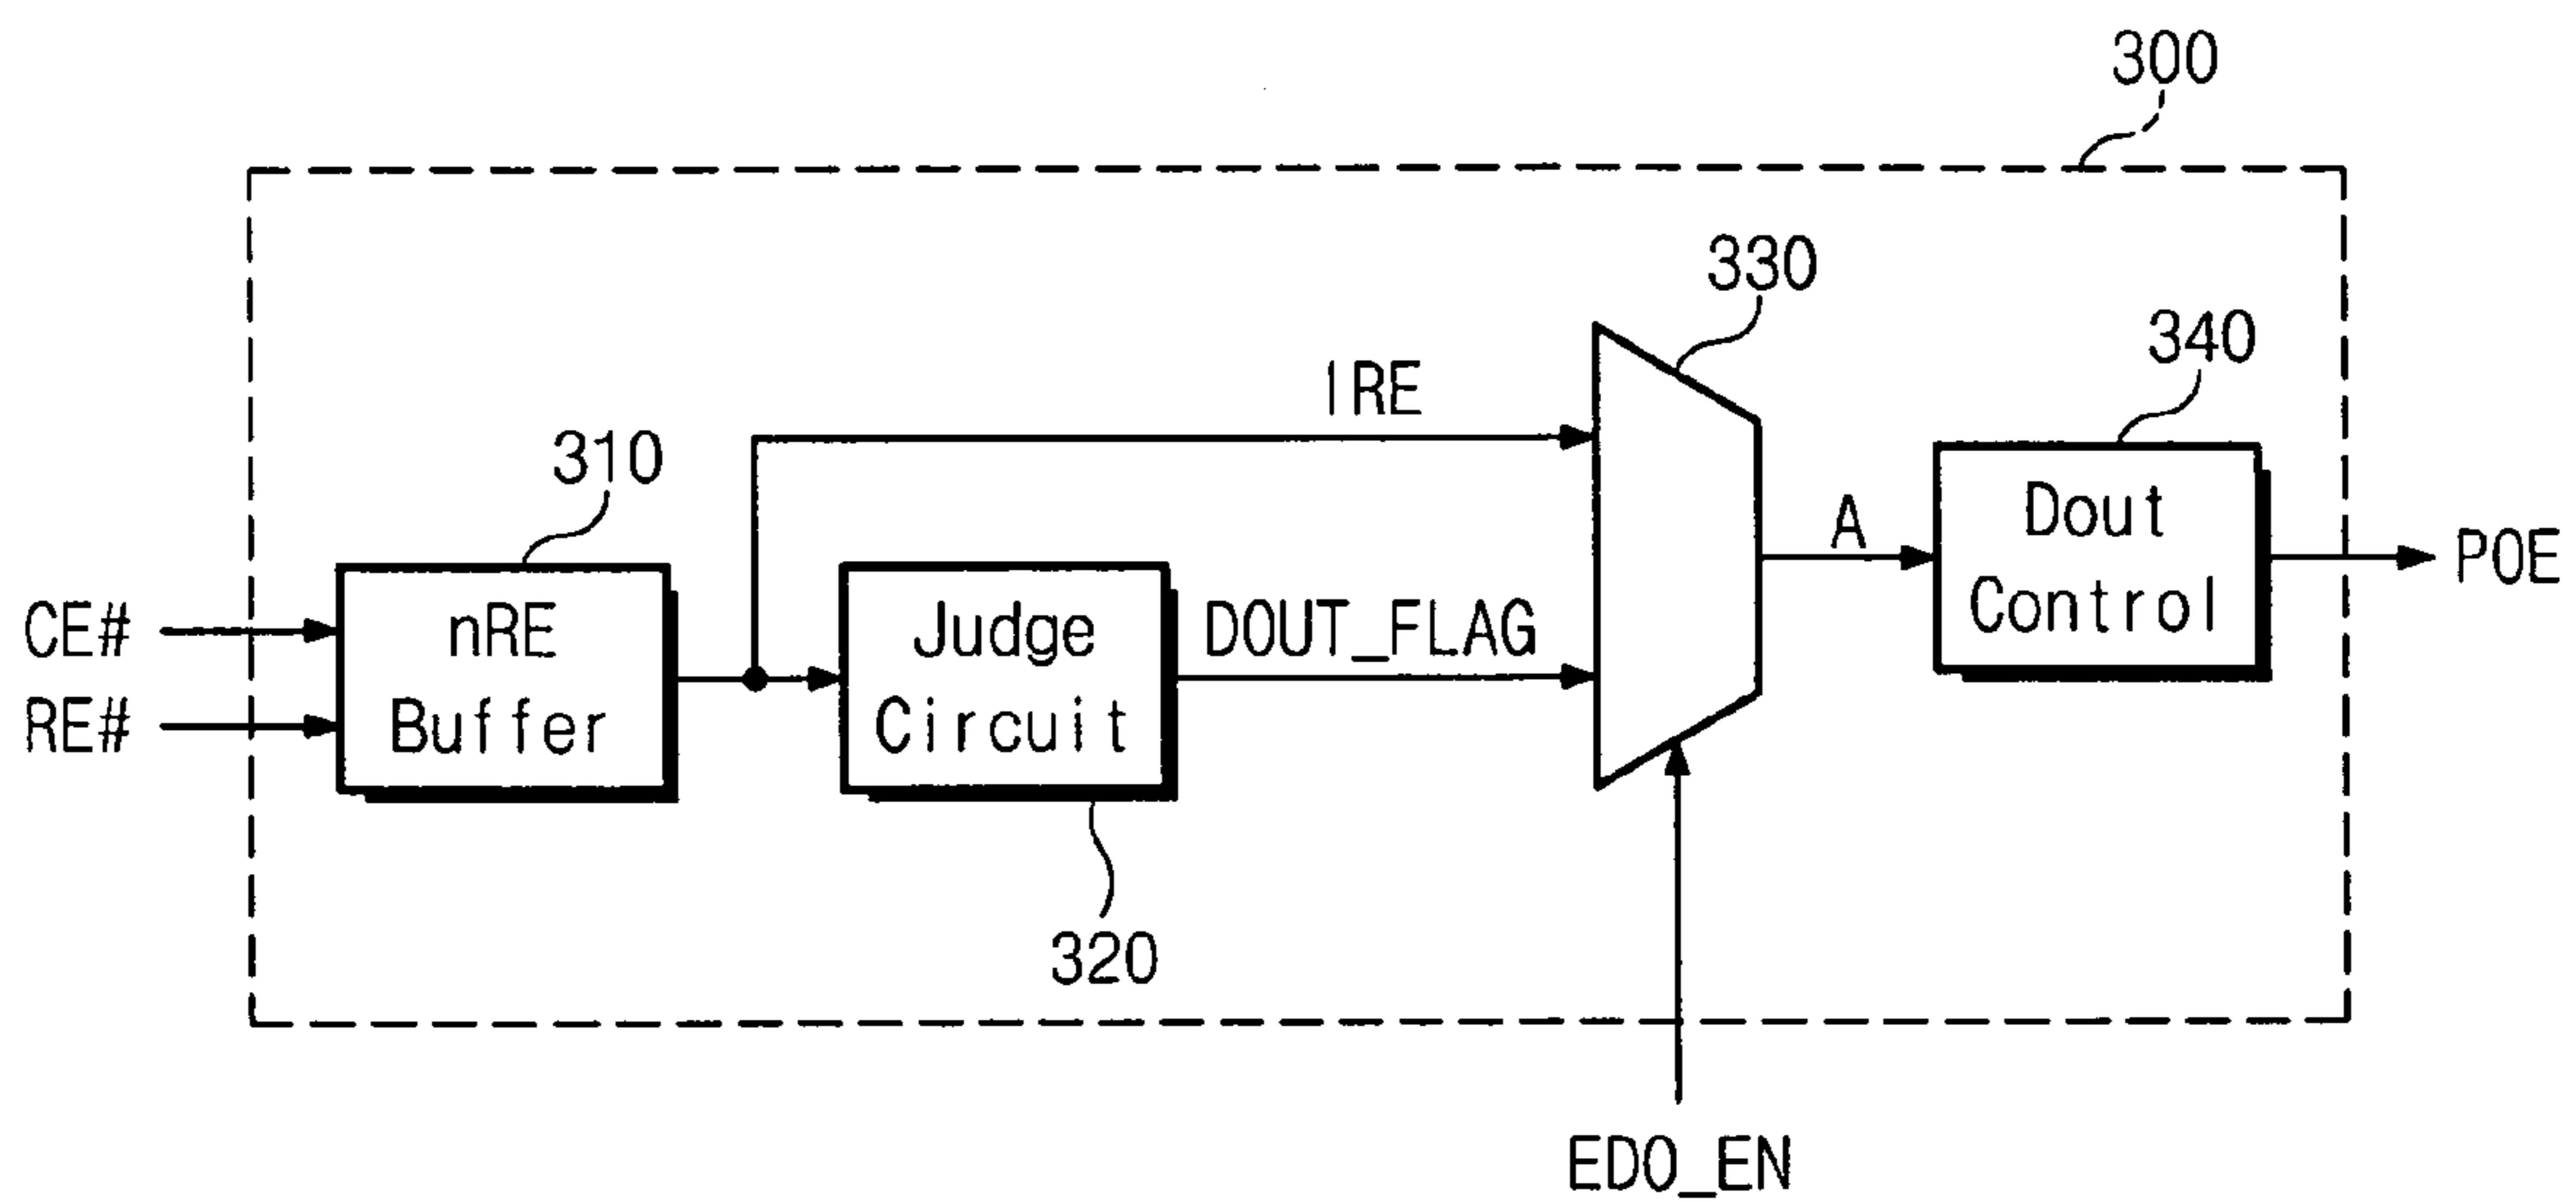 300
330
340
310
IRE
A
Dout
Control
POE
CE#
RE#
nRE
Buffer
Judge
Circuit
DOUT_FLAG
320
EDO_EN